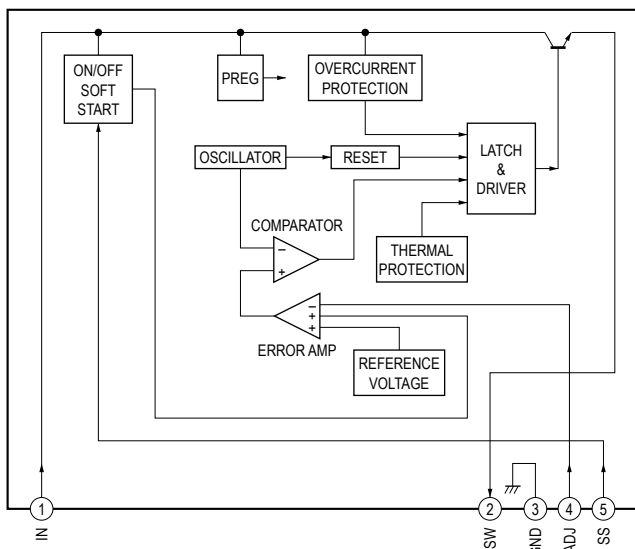 ON/OFF
SOFT
START
PREG
OVERCURRENT
PROTECTION
OSCILLATOR
RESET
LATCH
&
DRIVER
COMPARATOR
−
+
THERMAL
PROTECTION
−
+
+
ERROR AMP
REFERENCE
VOLTAGE
1
2
3
4
5
IN
SW
GND
ADJ
SS